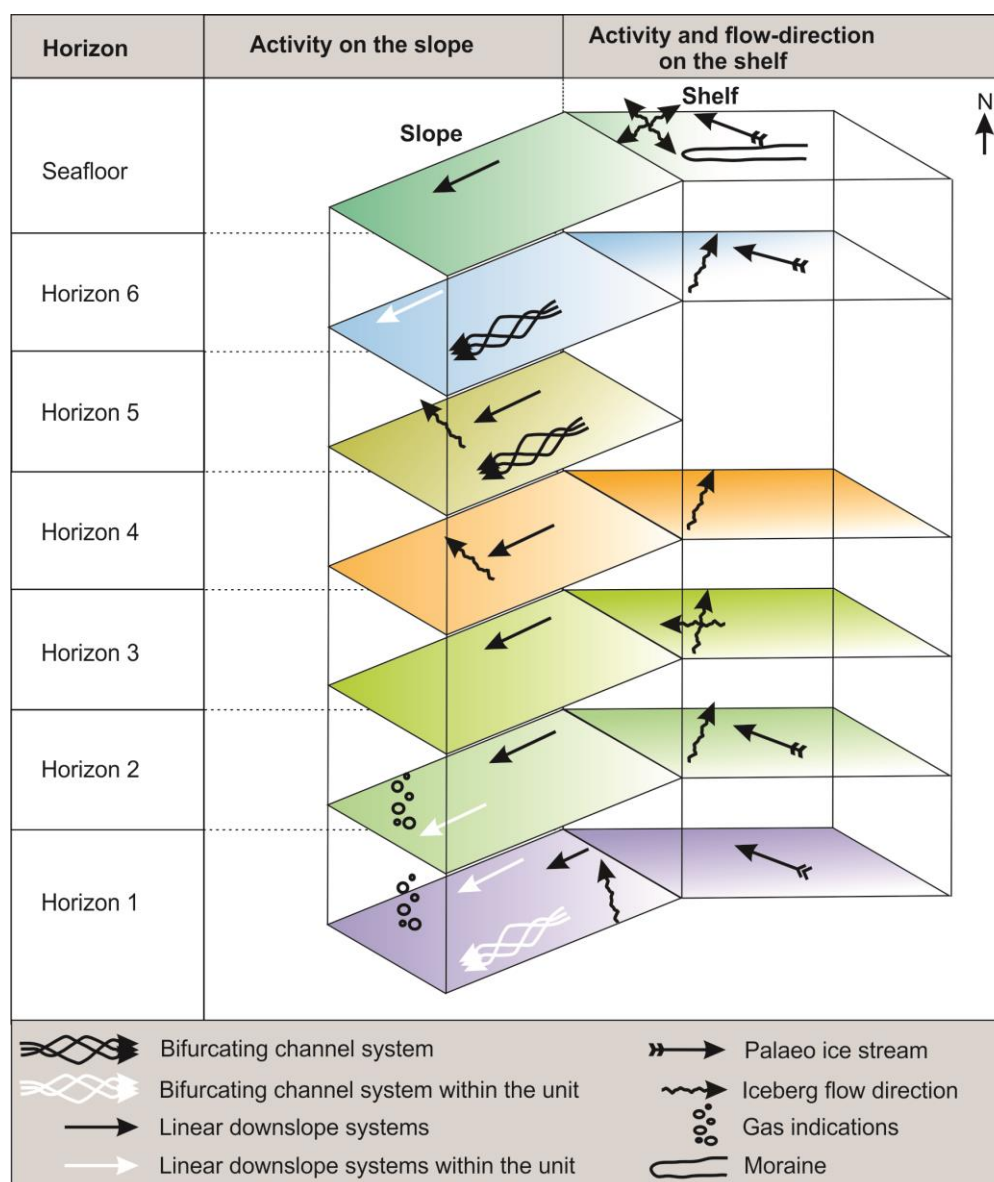 Horizon
Activity on the slope
Activity and flow-direction
on the shelf
Shelf
N
Slope
Seafloor
Horizon 6
Horizon 5
Horizon 4
Horizon 3
Horizon 2
Horizon 1
Bifurcating channel system
Bifurcating channel system within the unit
Linear downslope systems
Linear downslope systems within the unit
Palaeo ice stream
Iceberg flow direction
Gas indications
Moraine